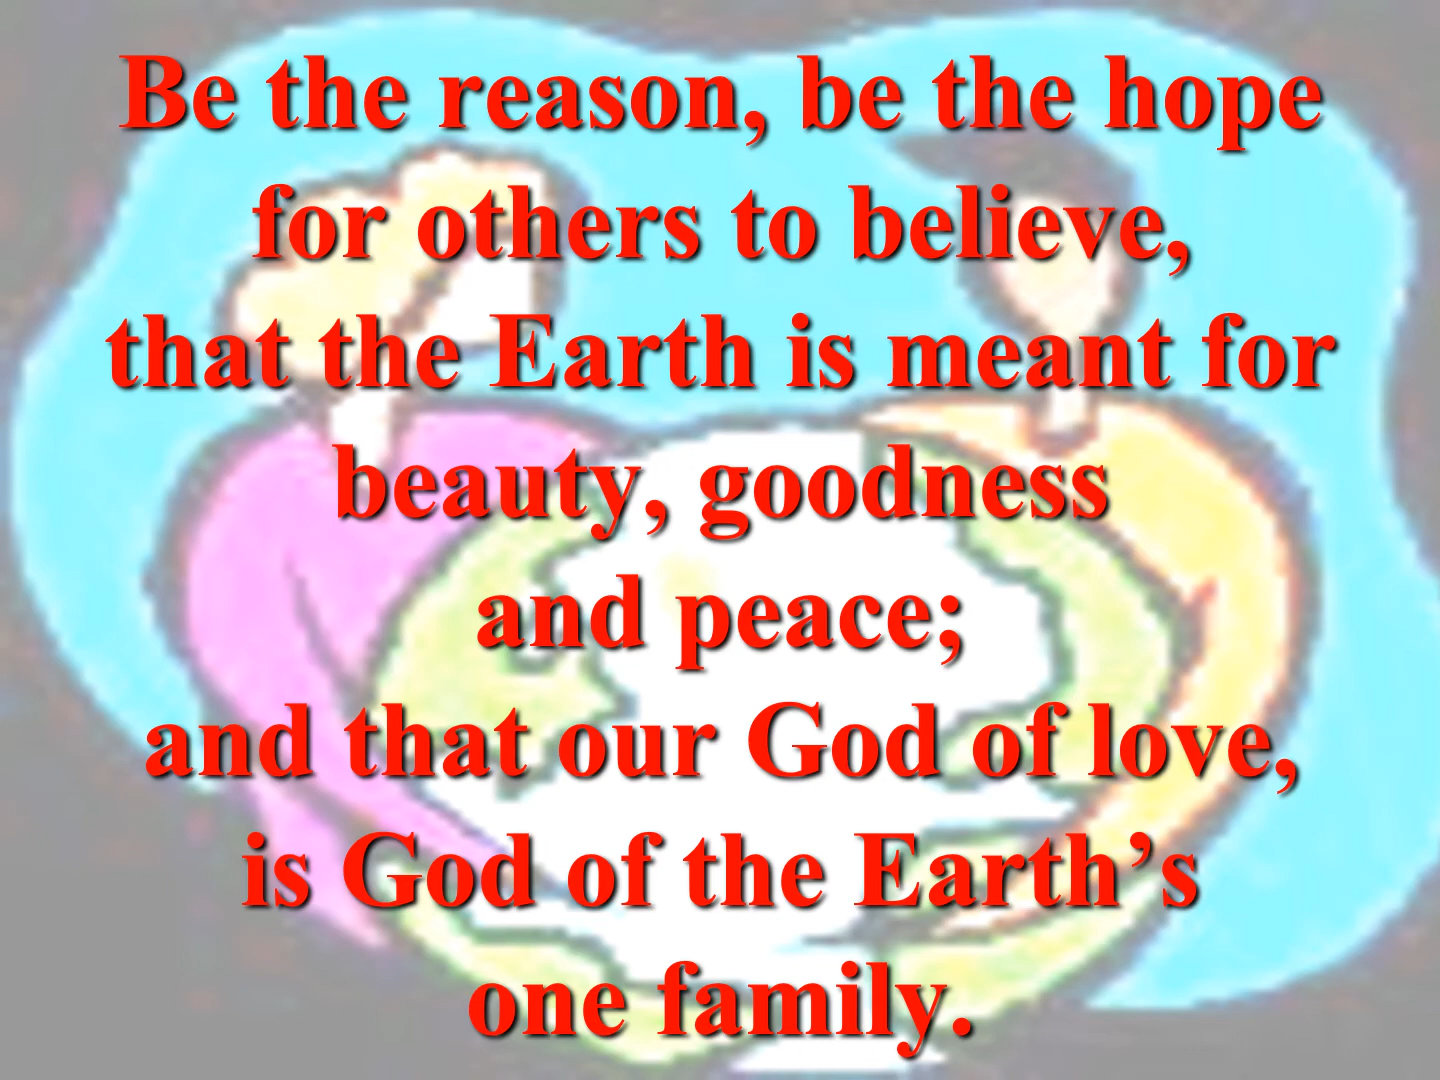 Be the reason, be the hope
for others to believe,
that the Earth is meant for
beauty, goodness
and peace;
and that our God of love,
is God of the Earth’s
one family.